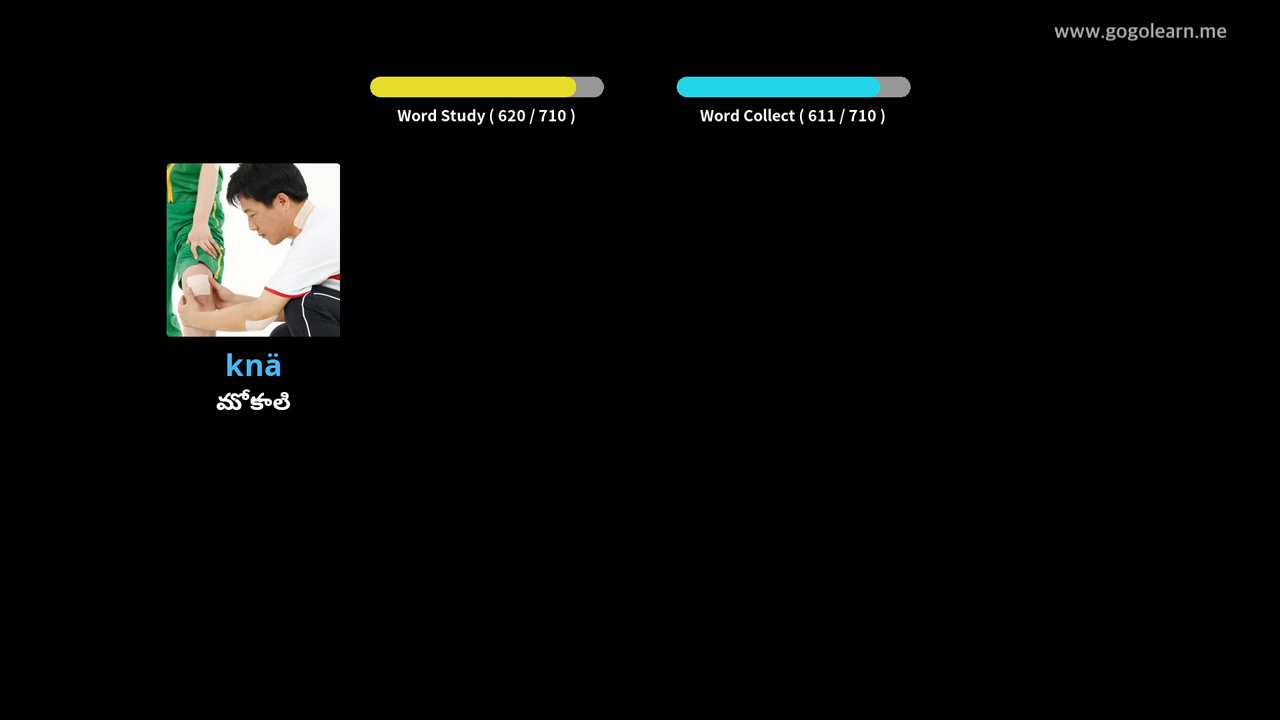 www.gogolearn.me
Word Study ( 620 / 710 )
Word Collect ( 611 / 710 )
knä
మోకాలి